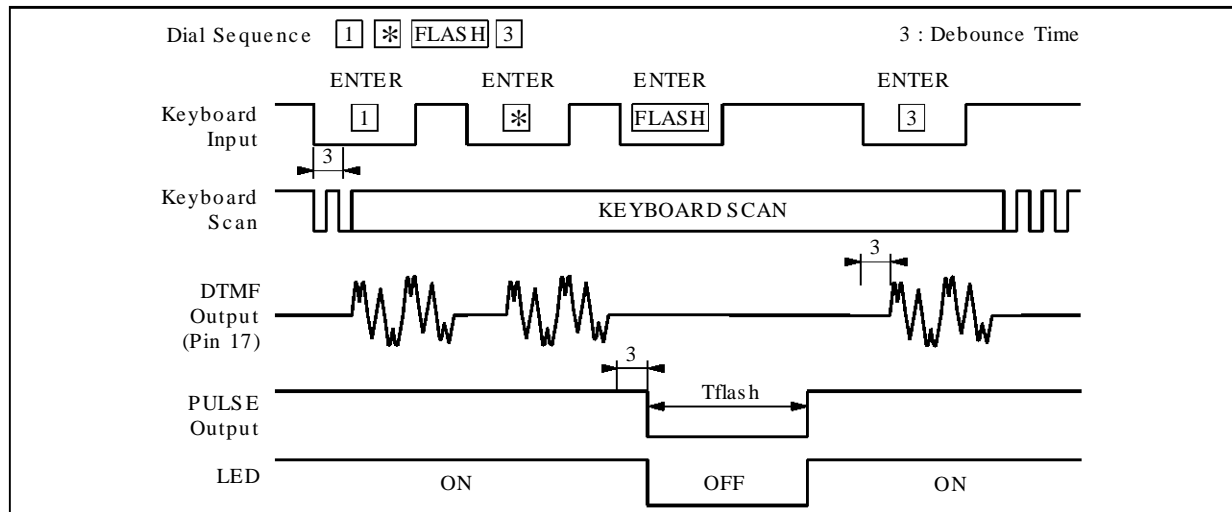 Dial Sequence 1 * FLASH 3
3 : Debounce Time
ENTER ENTER ENTER ENTER
Keyboard Input
1 * FLASH 3
3
Keyboard Scan
KEYBOARD SCAN
3
DTMF Output (Pin 17)
3
Tflash
PULSE Output
LED
ON OFF ON